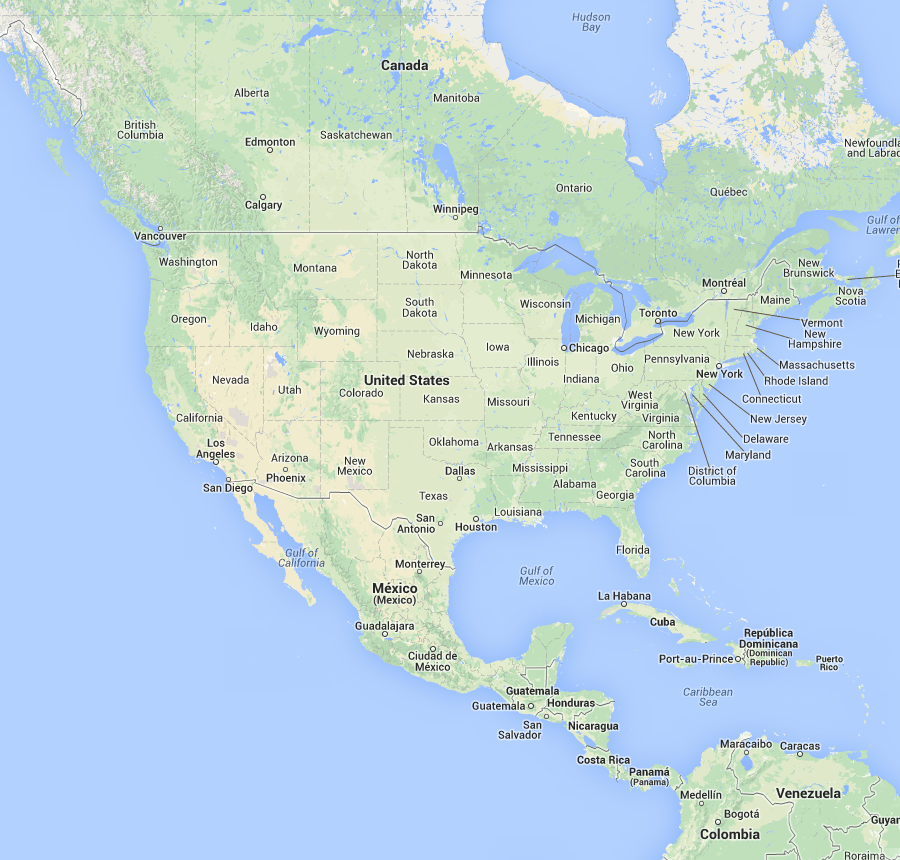 Hudson
Bay
Canada
Alberta
Manitoba
British
Columbia
Edmonton
Saskatchewan
Newfoundla
and Labrac
Ontario
Québec
Calgary
Winnipeg
Gulf of
Lawren
Vancouver
Washington
North
Dakota
Montana
Minnesota
New
Brunswick
Montréal
Nova
Scotia
Maine
South
Dakota
Wisconsin
Michigan
Toronto
Oregon
Idaho
Wyoming
New York
Vermont
New
Hampshire
Iowa
Chicago
Nebraska
Illinois
Ohio
Pennsylvania
Massachusetts
Nevada
United States
Indiana
New York
Rhode Island
Utah
Colorado
Kansas
Missouri
West
Virginia
Connecticut
California
Kentucky
Virginia
New Jersey
Los
Angeles
Oklahoma
Arkansas
Tennessee
North
Carolina
Delaware
Maryland
Arizona
Phoenix
New
Mexico
Dallas
Mississippi
South
Carolina
District of
Columbia
San Diego
Texas
Alabama
Georgia
San
Antonio
Houston
Louisiana
Gulf of
California
Monterrey
Florida
Gulf of
Mexico
México
(Mexico)
La Habana
Cuba
Guadalajara
República
Dominicana
(Dominican
Republic)
Ciudad de
México
Port-au-Prince
Puerto
Rico
Guatemala
Guatemala
Honduras
Caribbean
Sea
San
Salvador
Nicaragua
Costa Rica
Maracaibo
Caracas
Panamá
(Panama)
Medellín
Venezuela
Bogotá
Guyar
Colombia
Roraima